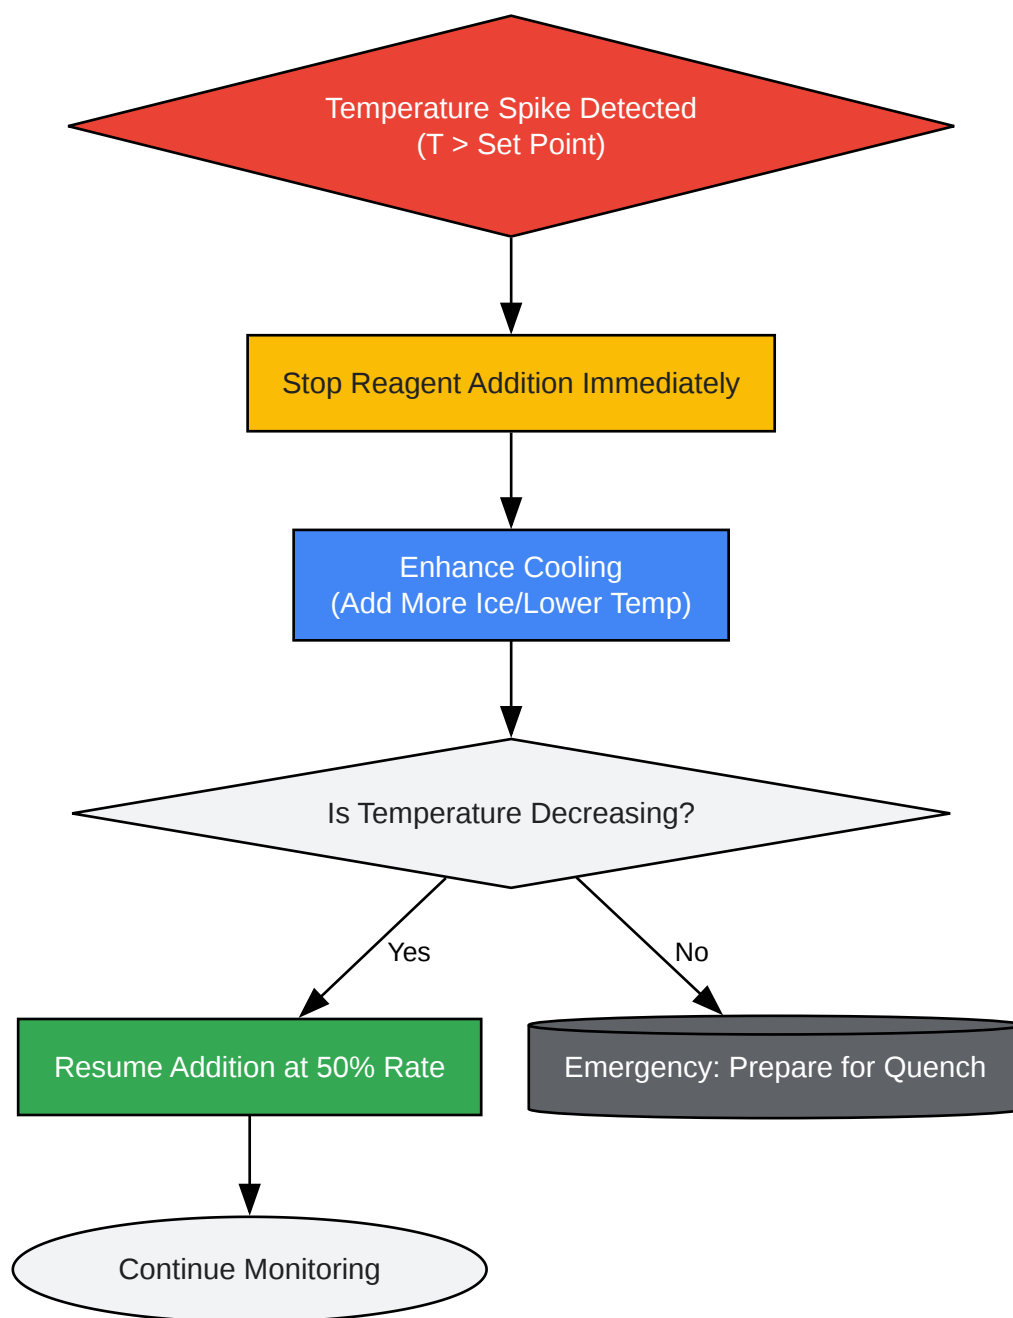 Temperature Spike Detected
(T > Set Point)
Stop Reagent Addition Immediately
Enhance Cooling
(Add More Ice/Lower Temp)
Is Temperature Decreasing?
Yes
No
Resume Addition at 50% Rate
Emergency: Prepare for Quench
Continue Monitoring